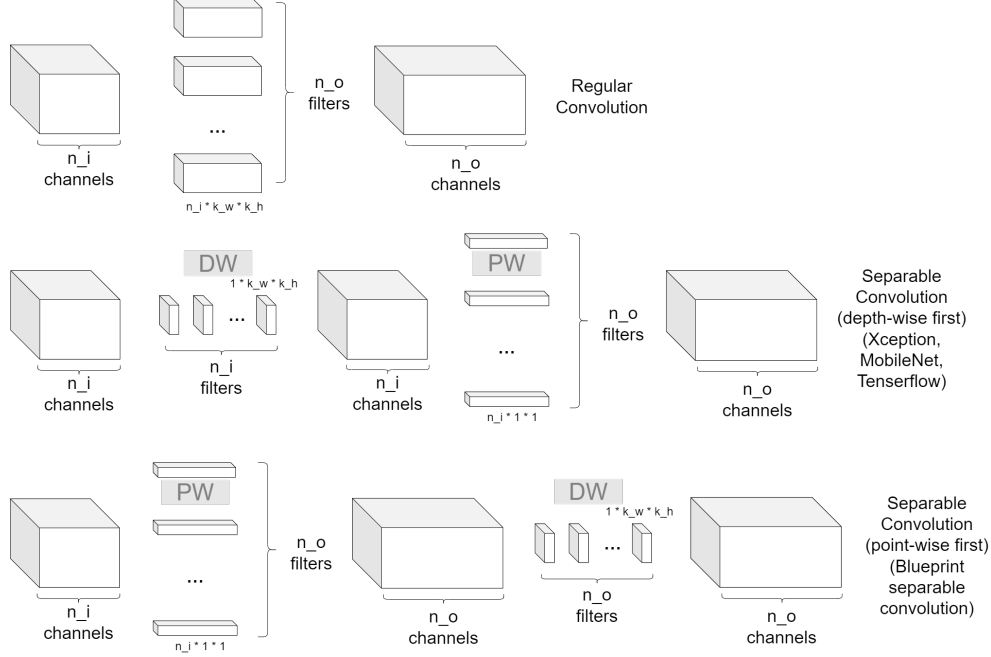 n_i
channels
...
n_i * k_w * k_h
n_o
filters
n_o
channels
Regular
Convolution
n_i
channels
DW
1 * k_w * k_h
...
n_i
filters
n_i
channels
PW
...
n_i * 1 * 1
n_o
filters
n_o
channels
Separable
Convolution
(depth-wise first)
(Xception,
MobileNet,
Tenserflow)
n_i
channels
PW
...
n_i * 1 * 1
n_o
filters
n_o
channels
DW
1 * k_w * k_h
...
n_o
filters
n_o
channels
Separable
Convolution
(point-wise first)
(Blueprint
separable
convolution)